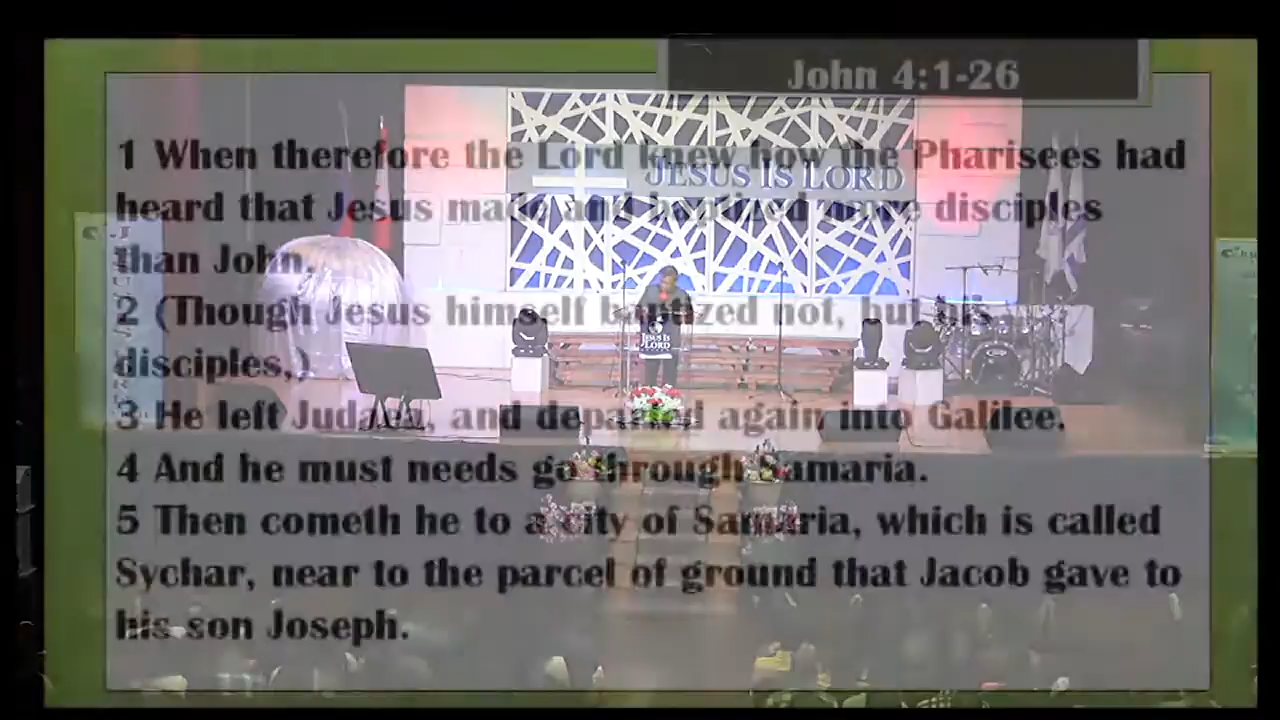 John 4:1-26
1 When therefore the Lord knew how the Pharisees had
JESUS IS LORD
heard that Jesus made and baptized more disciples
than John,
2 (Though Jesus himself baptized not, but his
disciples,)
JESUS IS
LORD
3 He left Judaea, and departed again into Galilee.
4 And he must needs go through Samaria.
5 Then cometh he to a city of Samaria, which is called
Sychar, near to the parcel of ground that Jacob gave to
his son Joseph.